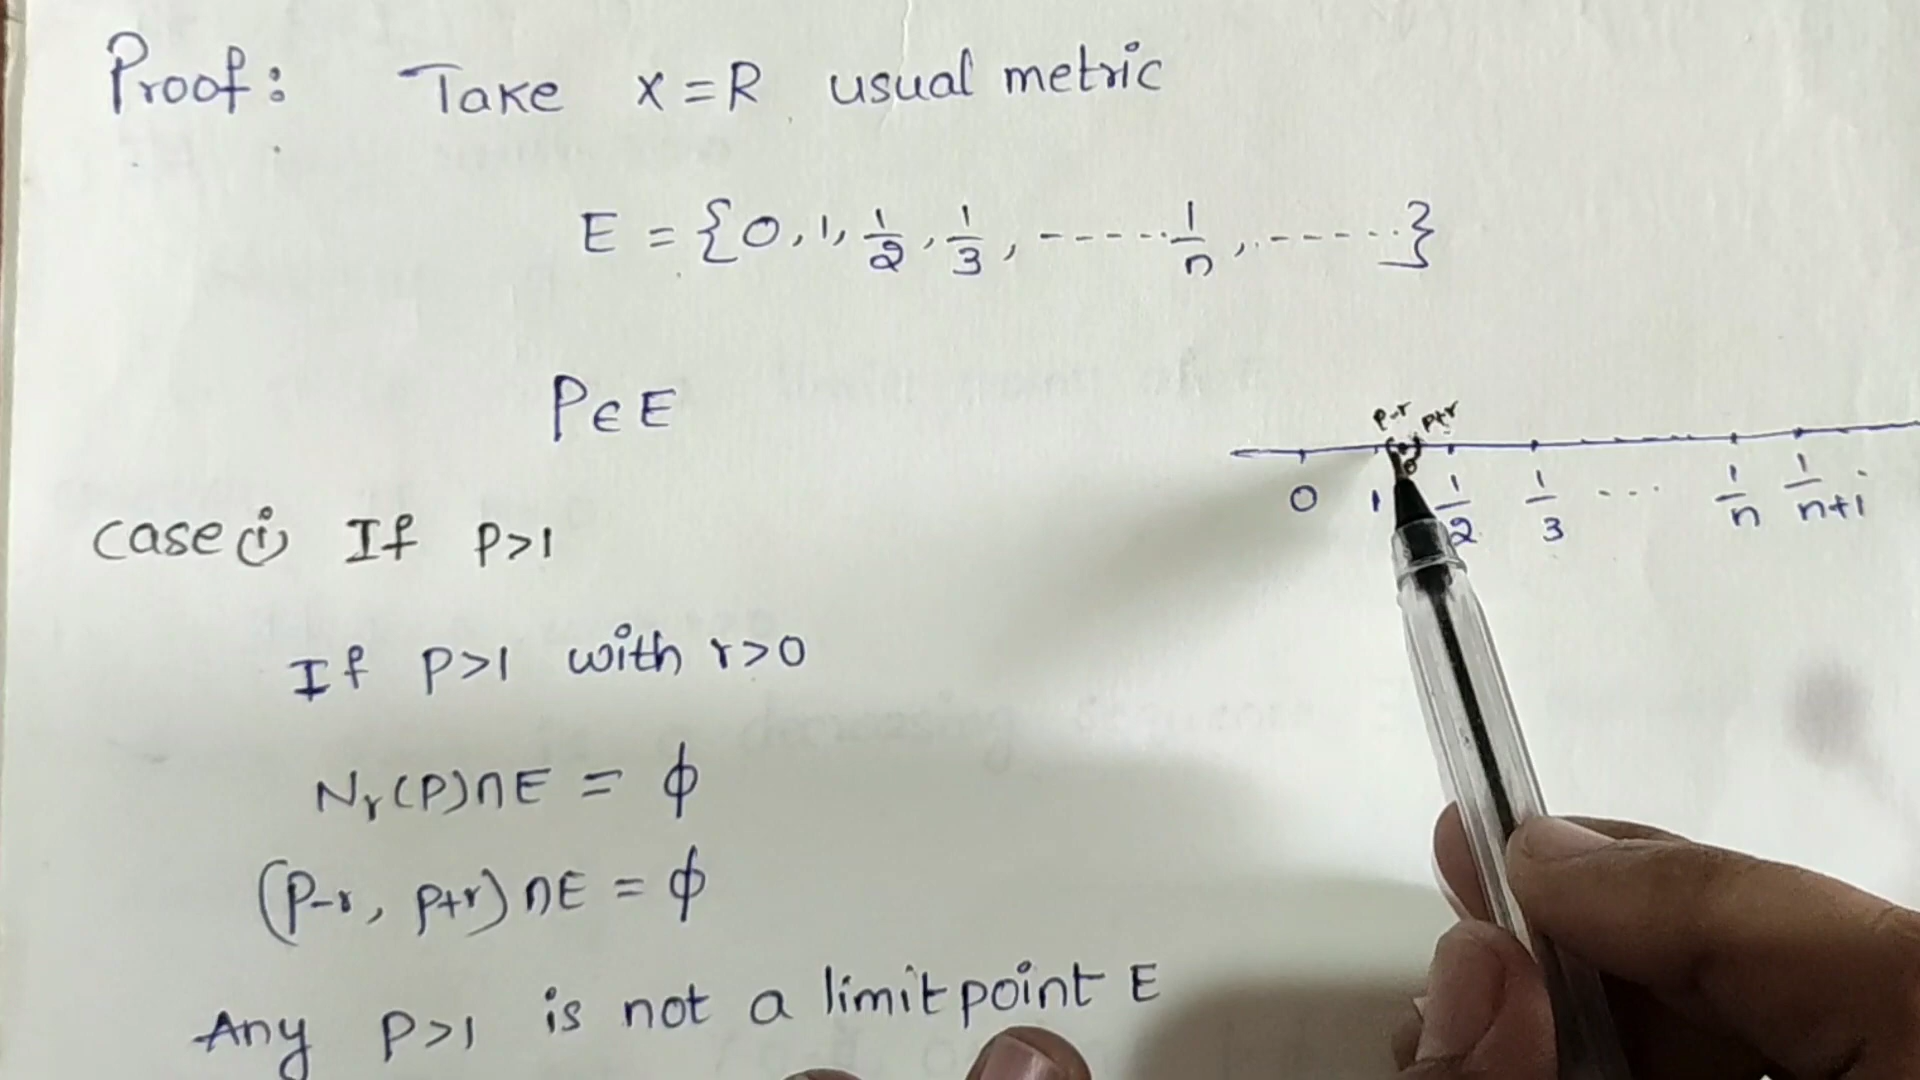 Proof: Take X = R usual metric
E = {0, 1, 1/2, 1/3, ------ 1/n, ------}
P ∈ E
p-r p+r
0 1 1/2 1/3 ... 1/n 1/n+1 .
case (i) If P>1
If P>1 with r>0
Nr(P)∩E = ϕ
(P-r, P+r)∩E = ϕ
Any P>1 is not a limit point E